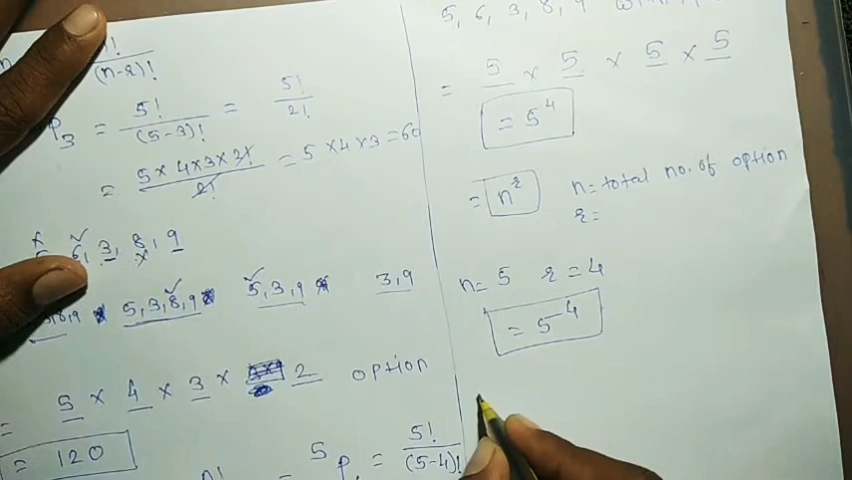 n!
(n-r)!
P3 = 5! / (5-3)! = 5! / 2!
= 5 × 4 × 3 × 2! / 2! = 5 × 4 × 3 = 60
6, 3, 8, 9
5, 3, 8, 9
5, 3, 9
3, 9
= 5 × 4 × 3 × 2 option
= 120
n! = 5P = 5! / (5-4)!
5, 6, 3, 8, 9
= 5 × 5 × 5 × 5
= 5^4
= n^r
n = total no. of option
r =
n = 5 r = 4
= 5^4